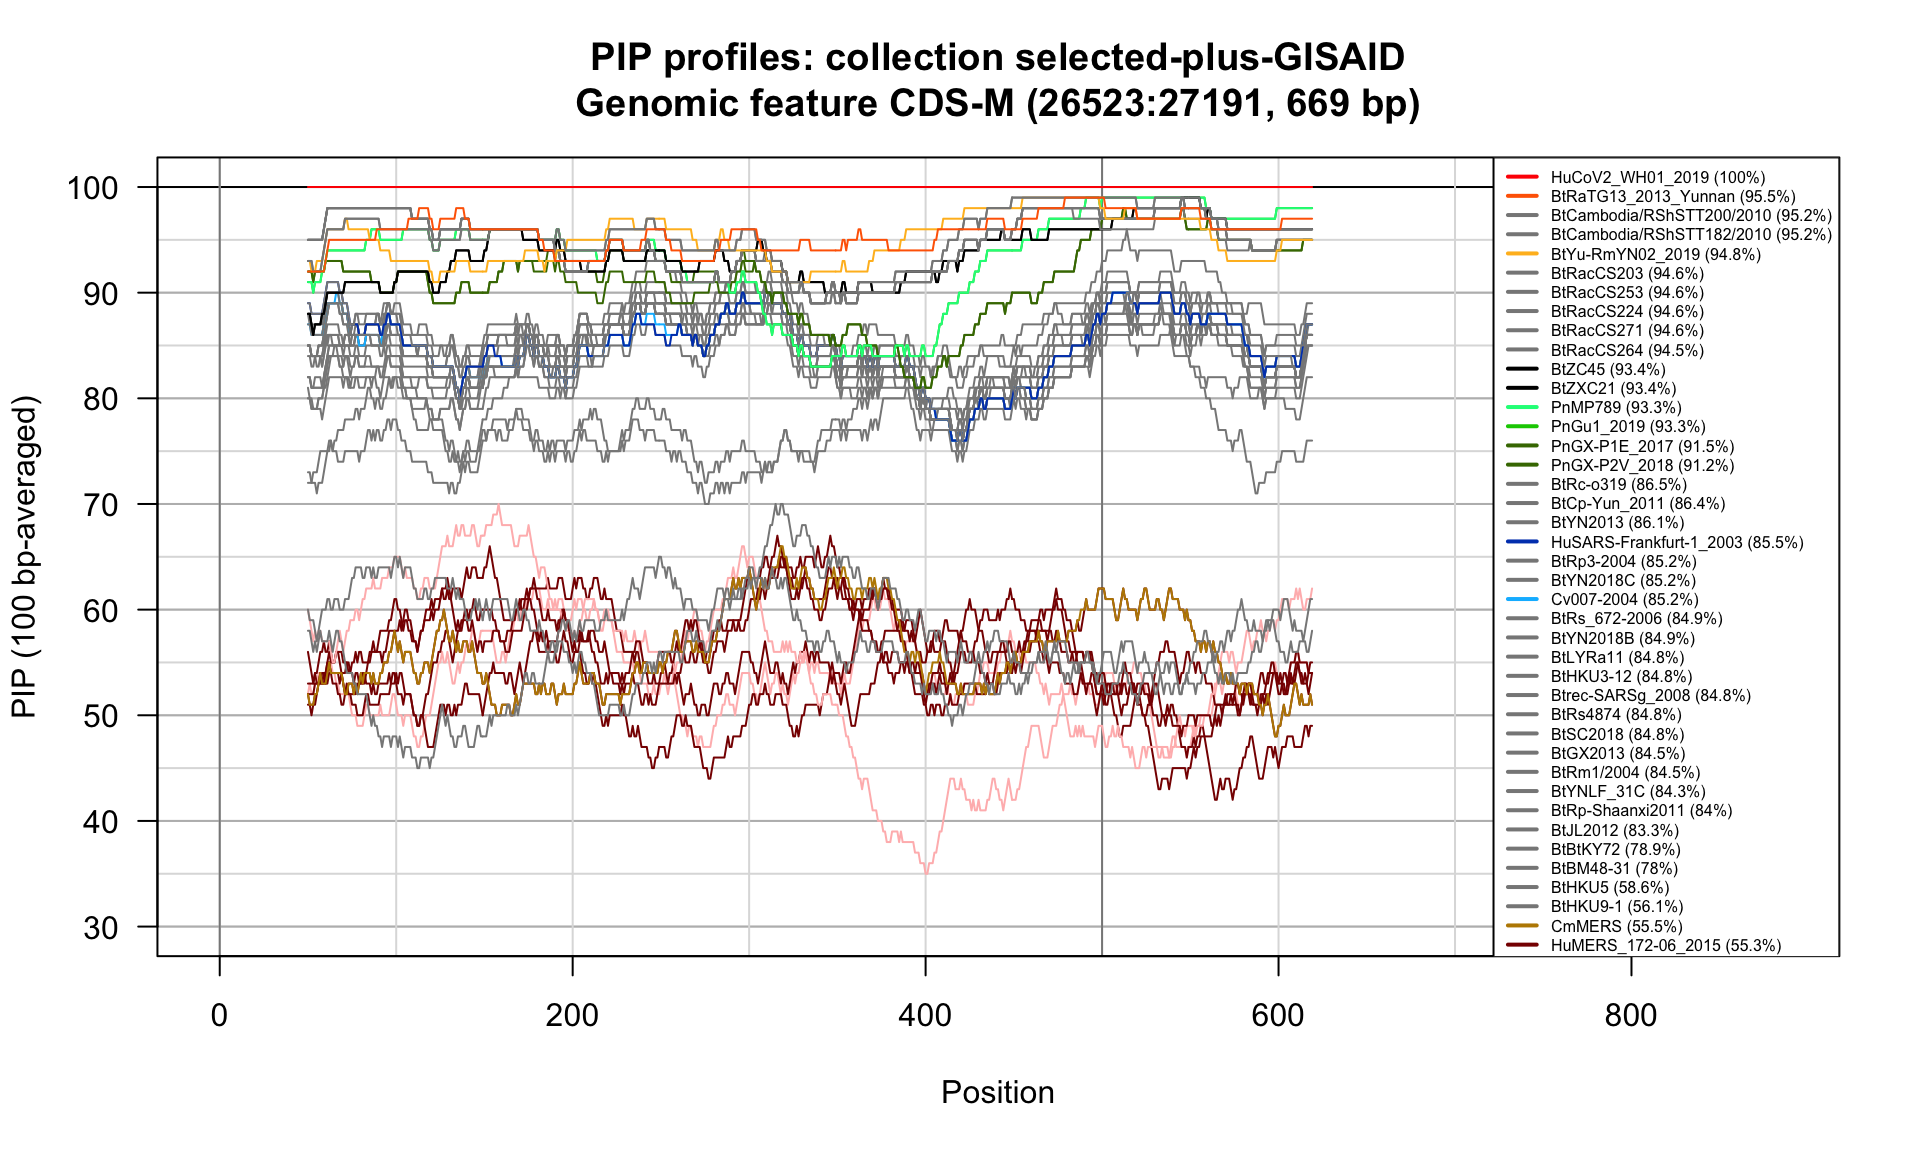 PIP profiles: collection selected-plus-GISAID
Genomic feature CDS-M (26523:27191, 669 bp)
PIP (100 bp-averaged)
100
90
80
70
60
50
40
30
0
200
400
600
800
Position
HuCoV2_WH01_2019 (100%)
BtRaTG13_2013_Yunnan (95.5%)
BtCambodia/RShSTT200/2010 (95.2%)
BtCambodia/RShSTT182/2010 (95.2%)
BtYu-RmYN02_2019 (94.8%)
BtRacCS203 (94.6%)
BtRacCS253 (94.6%)
BtRacCS224 (94.6%)
BtRacCS271 (94.6%)
BtRacCS264 (94.5%)
BtZC45 (93.4%)
BtZXC21 (93.4%)
PnMP789 (93.3%)
PnGu1_2019 (93.3%)
PnGX-P1E_2017 (91.5%)
PnGX-P2V_2018 (91.2%)
BtRc-o319 (86.5%)
BtCp-Yun_2011 (86.4%)
BtYN2013 (86.1%)
HuSARS-Frankfurt-1_2003 (85.5%)
BtRp3-2004 (85.2%)
BtYN2018C (85.2%)
Cv007-2004 (85.2%)
BtRs_672-2006 (84.9%)
BtYN2018B (84.9%)
BtLYRa11 (84.8%)
BtHKU3-12 (84.8%)
Btrec-SARSg_2008 (84.8%)
BtRs4874 (84.8%)
BtSC2018 (84.8%)
BtGX2013 (84.5%)
BtRm1/2004 (84.5%)
BtYNLF_31C (84.3%)
BtRp-Shaanxi2011 (84%)
BtJL2012 (83.3%)
BtBtKY72 (78.9%)
BtBM48-31 (78%)
BtHKU5 (58.6%)
BtHKU9-1 (56.1%)
CmMERS (55.5%)
HuMERS_172-06_2015 (55.3%)